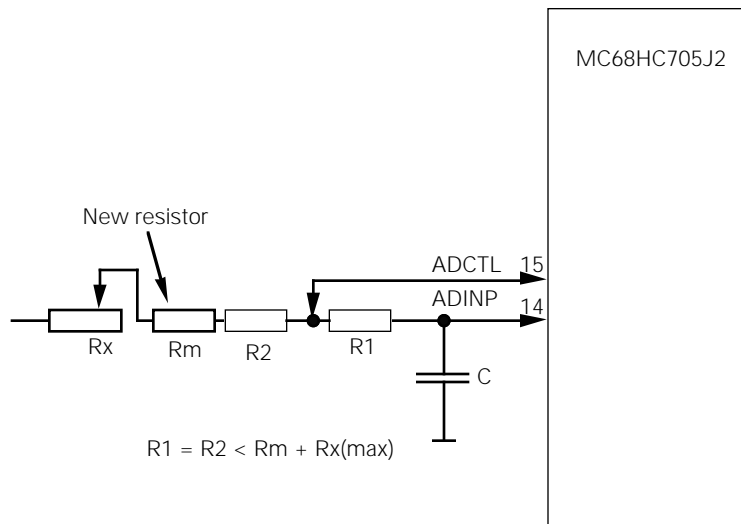 MC68HC705J2
New resistor
ADCTL 15
ADINP 14
Rx Rm R2 R1 C
R1 = R2 < Rm + Rx(max)